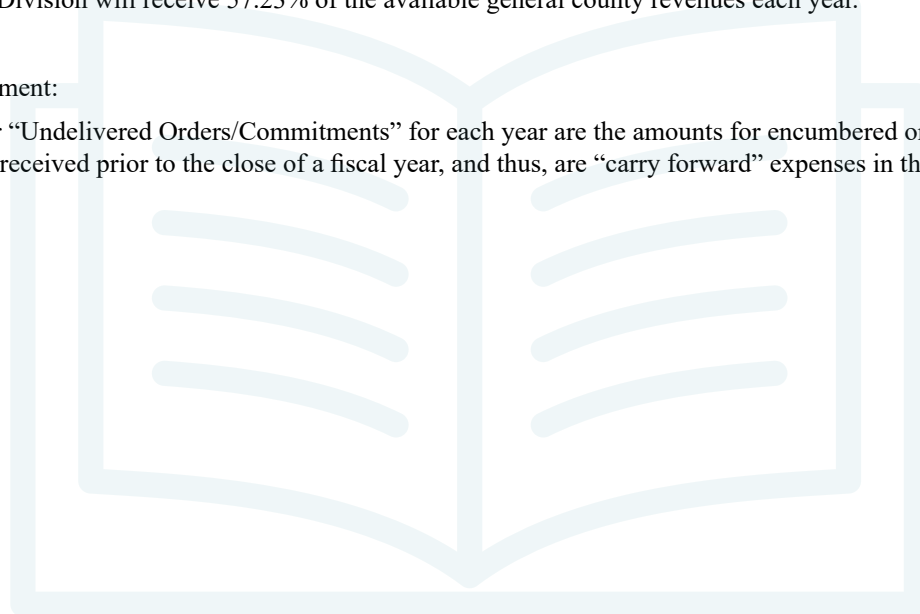 Division will receive 57.25% of the available general county revenues each year.
ment:
“Undelivered Orders/Commitments” for each year are the amounts for encumbered
received prior to the close of a fiscal year, and thus, are “carry forward” expenses in